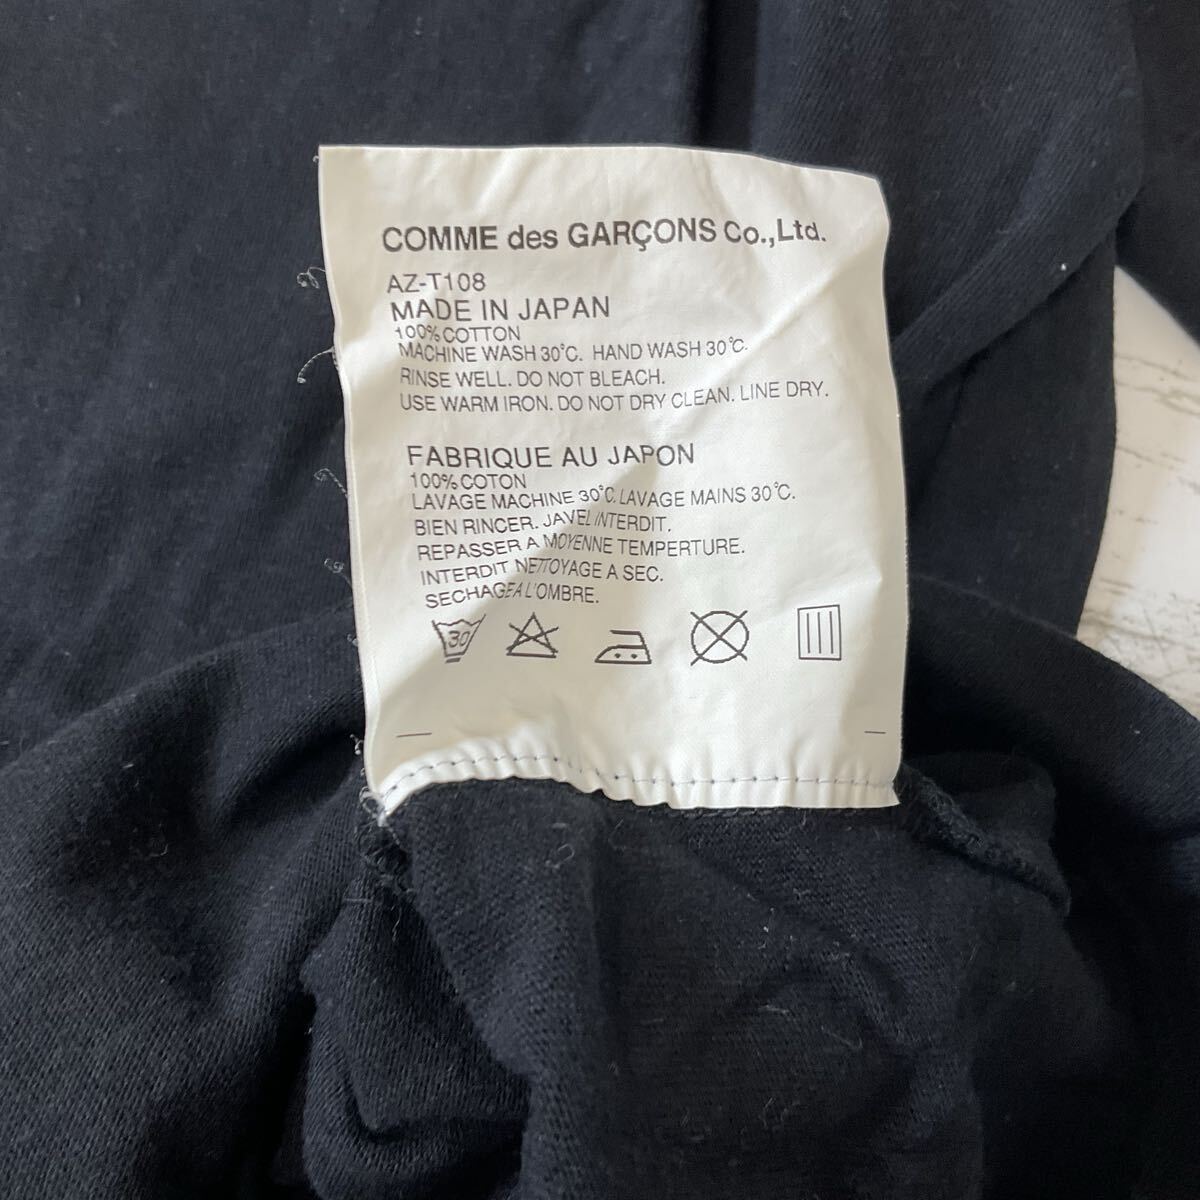 COMME des GARÇONS Co.,Ltd.
AZ-T108
MADE IN JAPAN
100% COTTON
MACHINE WASH 30°C. HAND WASH 30°C.
RINSE WELL. DO NOT BLEACH.
USE WARM IRON. DO NOT DRY CLEAN. LINE DRY.
FABRIQUE AU JAPON
100% COTON
LAVAGE MACHINE 30°C. LAVAGE MAINS 30°C.
BIEN RINCER. JAVEL INTERDIT.
REPASSER A MOYENNE TEMPERTURE.
INTERDIT NETTOYAGE A SEC.
SECHAGE A L'OMBRE.
30